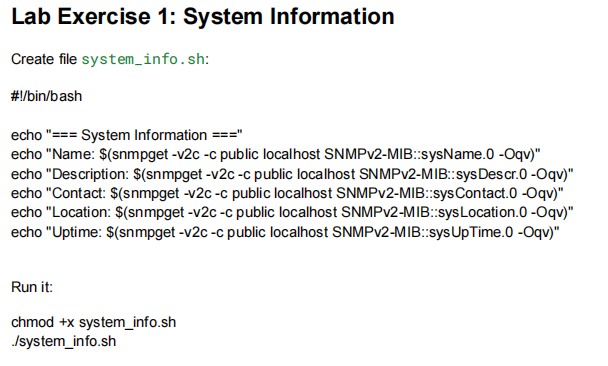 Lab Exercise 1: System Information
Create file system_info.sh:
#!/bin/bash
echo "=== System Information ==="
echo "Name: $(snmpget -v2c -c public localhost SNMPv2-MIB::sysName.0 -Oqv)"
echo "Description: $(snmpget -v2c -c public localhost SNMPv2-MIB::sysDescr.0 -Oqv)"
echo "Contact: $(snmpget -v2c -c public localhost SNMPv2-MIB::sysContact.0 -Oqv)"
echo "Location: $(snmpget -v2c -c public localhost SNMPv2-MIB::sysLocation.0 -Oqv)"
echo "Uptime: $(snmpget -v2c -c public localhost SNMPv2-MIB::sysUpTime.0 -Oqv)"
Run it:
chmod +x system_info.sh
./system_info.sh